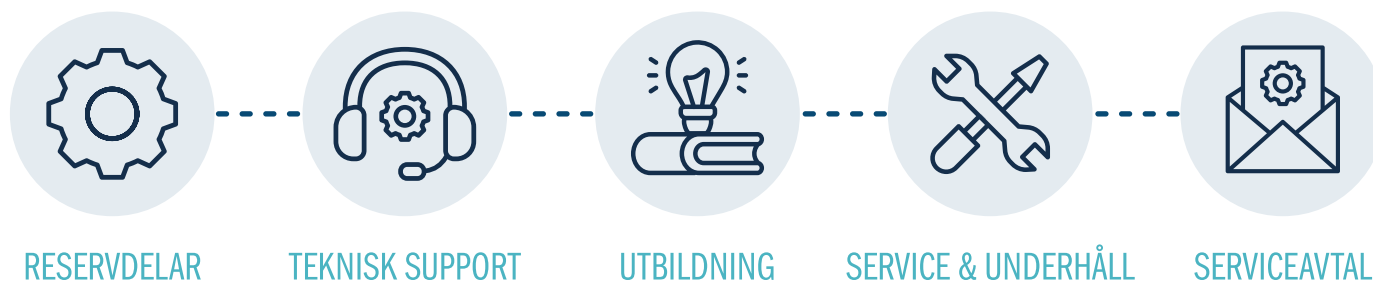 RESERVDELAR
TEKNISK SUPPORT
UTBILDNING
SERVICE & UNDERHÅLL
SERVICEAVTAL